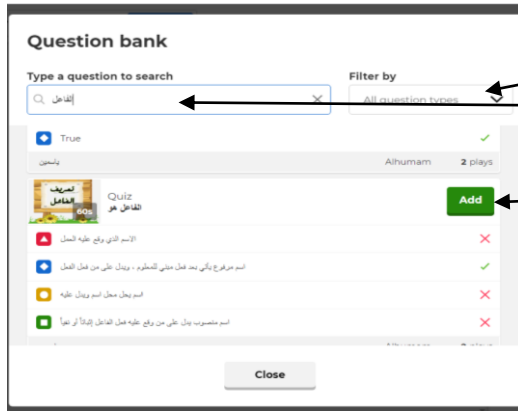 Question bank
Type a question to search
Filter by
الفاعل
All question types
True
ياسمين
Alhumam
2 plays
تعريف
الفاعل
60s
Quiz
الفاعل هو
Add
الاسم الذي وقع عليه العمل
اسم مرفوع يأتي بعد فعل مبني للمعلوم ، ويدل على من فعل الفعل
اسم يحل محل اسم ويدل عليه
اسم منصوب يدل على من وقع عليه فعل الفاعل إثباتاً أو نفياً
Close